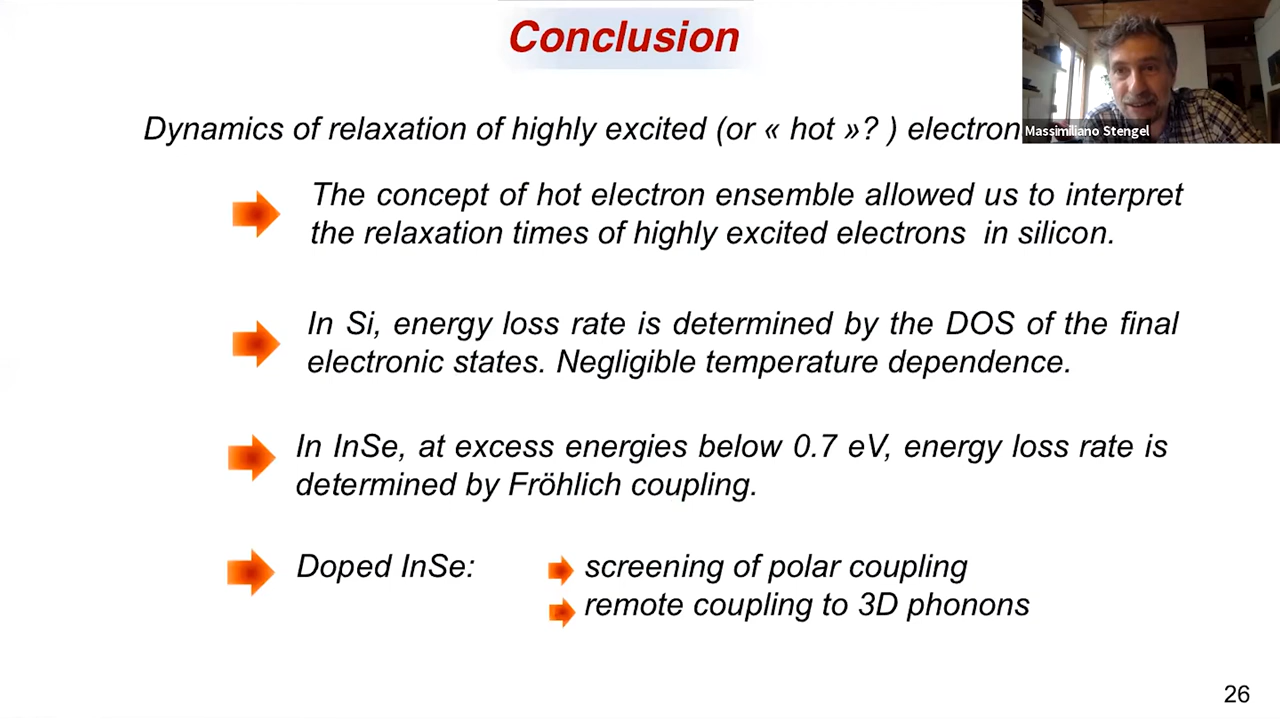 Conclusion
Dynamics of relaxation of highly excited (or « hot »? ) electron
Massimiliano Stengel
The concept of hot electron ensemble allowed us to interpret
the relaxation times of highly excited electrons in silicon.
In Si, energy loss rate is determined by the DOS of the final
electronic states. Negligible temperature dependence.
In InSe, at excess energies below 0.7 eV, energy loss rate is
determined by Fröhlich coupling.
Doped InSe:
screening of polar coupling
remote coupling to 3D phonons
26